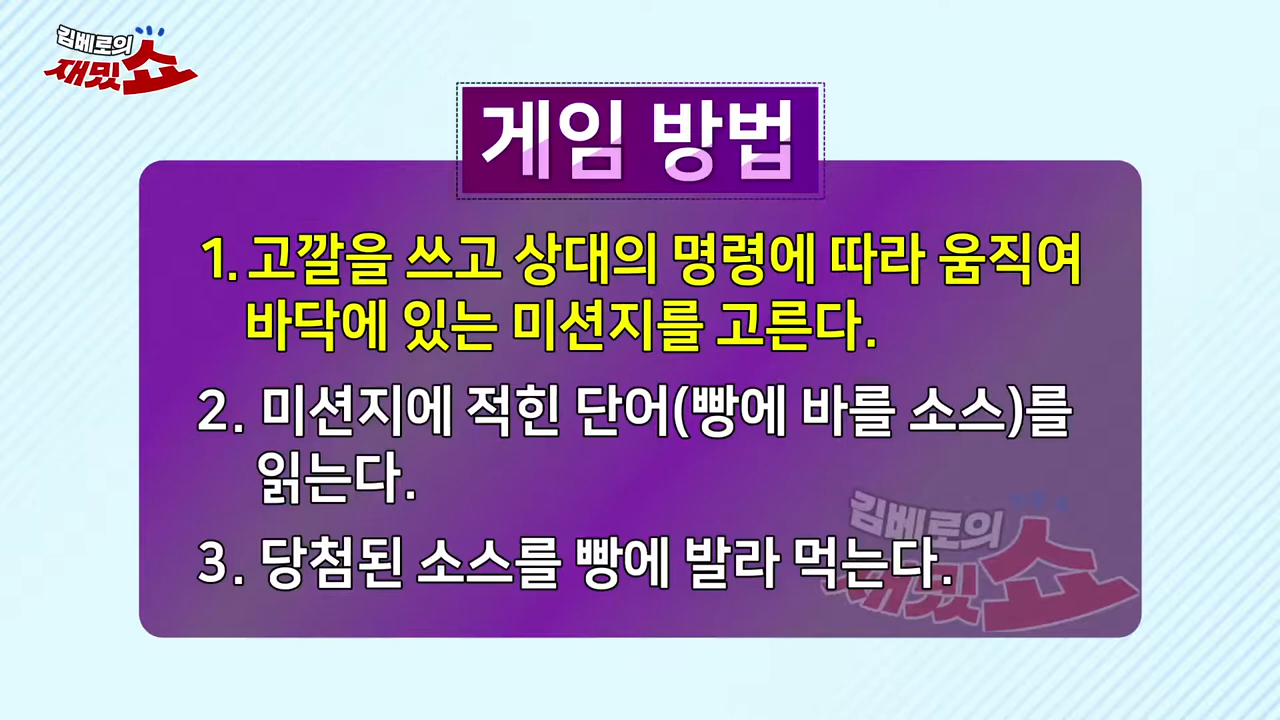 킴베로의
재밌쇼
게임 방법
1. 고깔을 쓰고 상대의 명령에 따라 움직여
바닥에 있는 미션지를 고른다.
2. 미션지에 적힌 단어(빵에 바를 소스)를
읽는다.
3. 당첨된 소스를 빵에 발라 먹는다.
킴베로의
재밌쇼